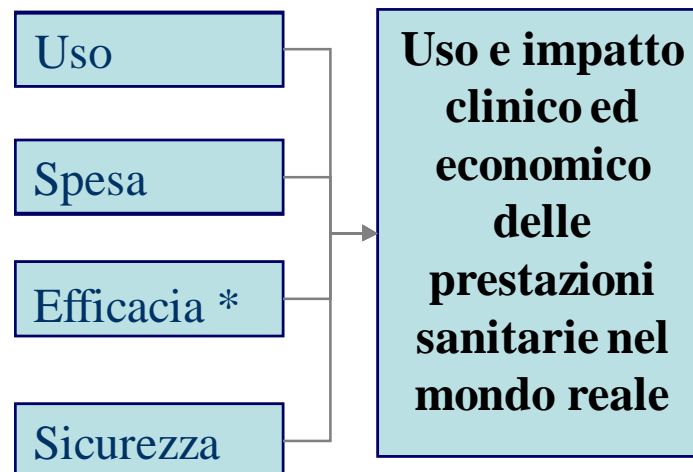 Uso
Spesa
Efficacia *
Sicurezza
Uso e impatto
clinico ed
economico
delle
prestazioni
sanitarie nel
mondo reale